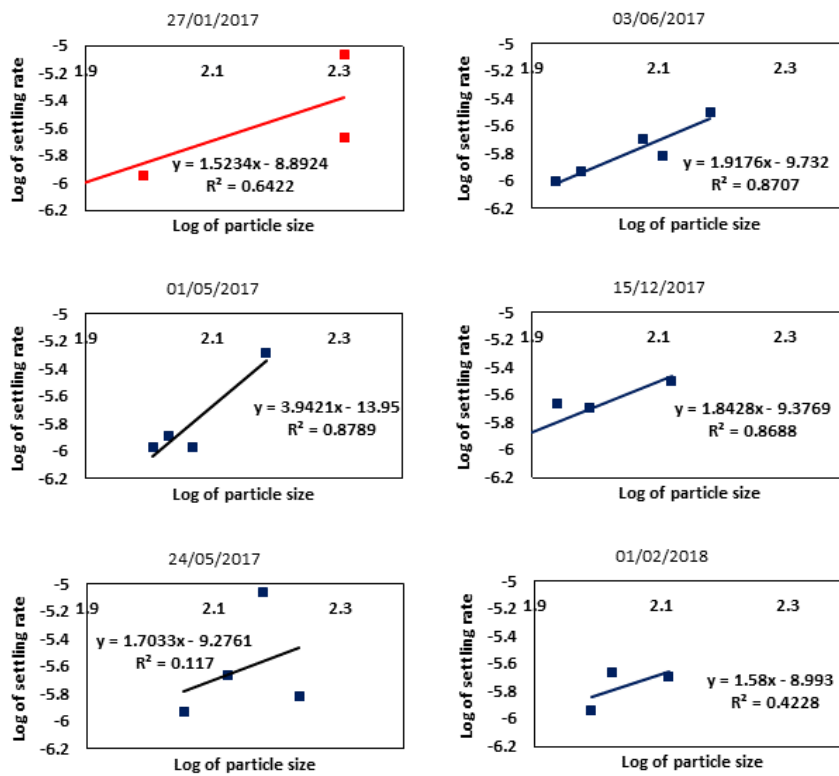 27/01/2017
-5
1.9
2.1
2.3
-5.2
-5.4
-5.6
-5.8
-6
-6.2
y = 1.5234x - 8.8924
R² = 0.6422
Log of settling rate
Log of particle size
03/06/2017
-5
1.9
2.1
2.3
-5.2
-5.4
-5.6
-5.8
-6
-6.2
y = 1.9176x - 9.732
R² = 0.8707
Log of settling rate
Log of particle size
01/05/2017
-5
1.9
2.1
2.3
-5.2
-5.4
-5.6
-5.8
-6
-6.2
y = 3.9421x - 13.95
R² = 0.8789
Log of settling rate
Log of particle size
15/12/2017
-5
1.9
2.1
2.3
-5.2
-5.4
-5.6
-5.8
-6
-6.2
y = 1.8428x - 9.3769
R² = 0.8688
Log of settling rate
Log of particle size
24/05/2017
-5
1.9
2.1
2.3
-5.2
-5.4
-5.6
-5.8
-6
-6.2
y = 1.7033x - 9.2761
R² = 0.117
Log of settling rate
Log of particle size
01/02/2018
-5
1.9
2.1
2.3
-5.2
-5.4
-5.6
-5.8
-6
-6.2
y = 1.58x - 8.993
R² = 0.4228
Log of settling rate
Log of particle size